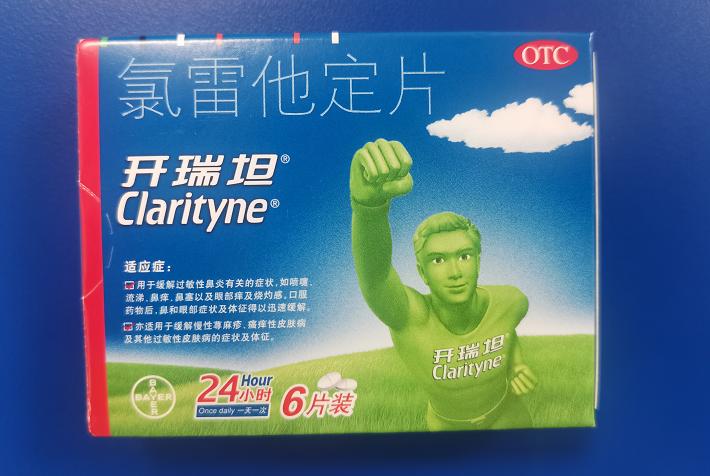 OTC
氯雷他定片
开瑞坦®
Clarityne®
适应症：
用于缓解过敏性鼻炎有关的症状，如喷嚏、
流涕、鼻痒、鼻塞以及眼部痒及烧灼感。口服
药物后，鼻和眼部症状及体征得以迅速缓解。
亦适用于缓解慢性荨麻疹、瘙痒性皮肤病
及其他过敏性皮肤病的症状及体征。
开瑞坦®
Clarityne®
BAYER
BAYER
24 Hour 小时
Once daily 一天一次
6片装